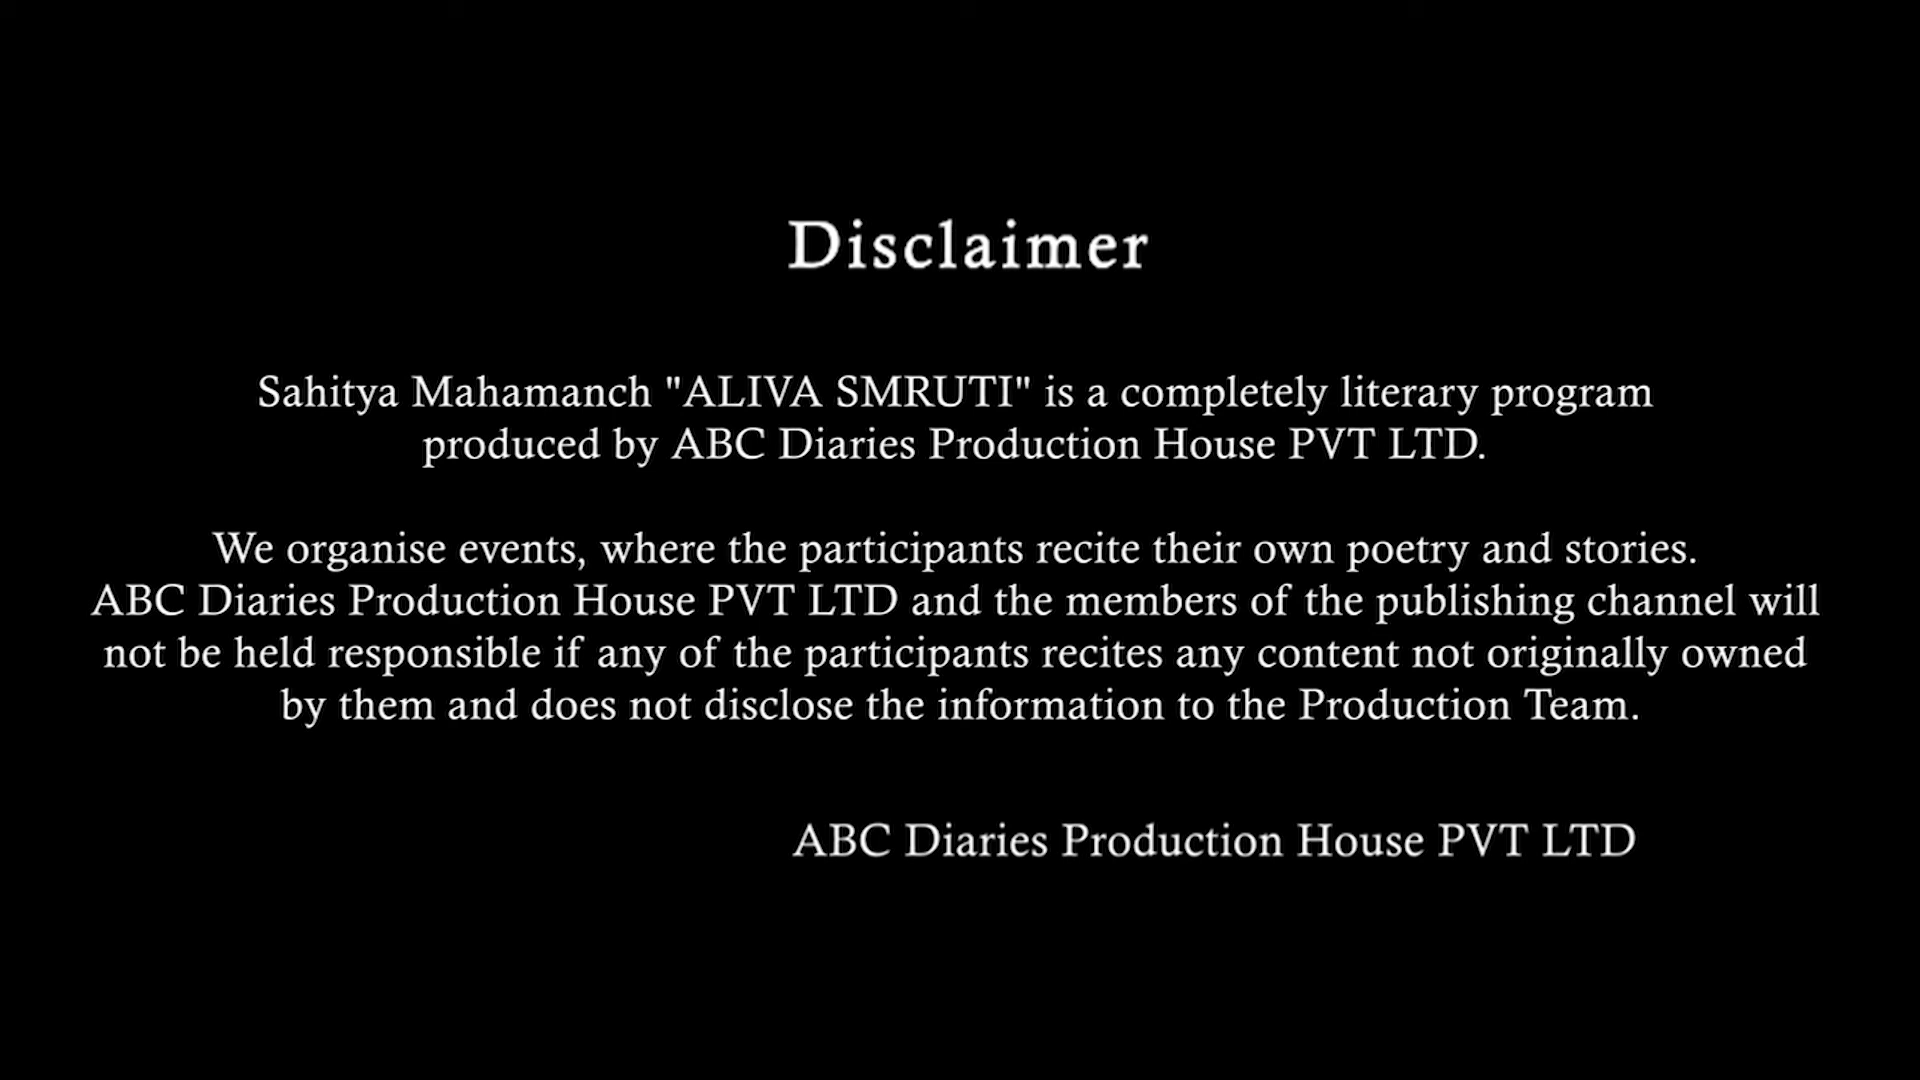 Disclaimer
Sahitya Mahamanch "ALIVA SMRUTI" is a completely literary program
produced by ABC Diaries Production House PVT LTD.
We organise events, where the participants recite their own poetry and stories.
ABC Diaries Production House PVT LTD and the members of the publishing channel will
not be held responsible if any of the participants recites any content not originally owned
by them and does not disclose the information to the Production Team.
ABC Diaries Production House PVT LTD